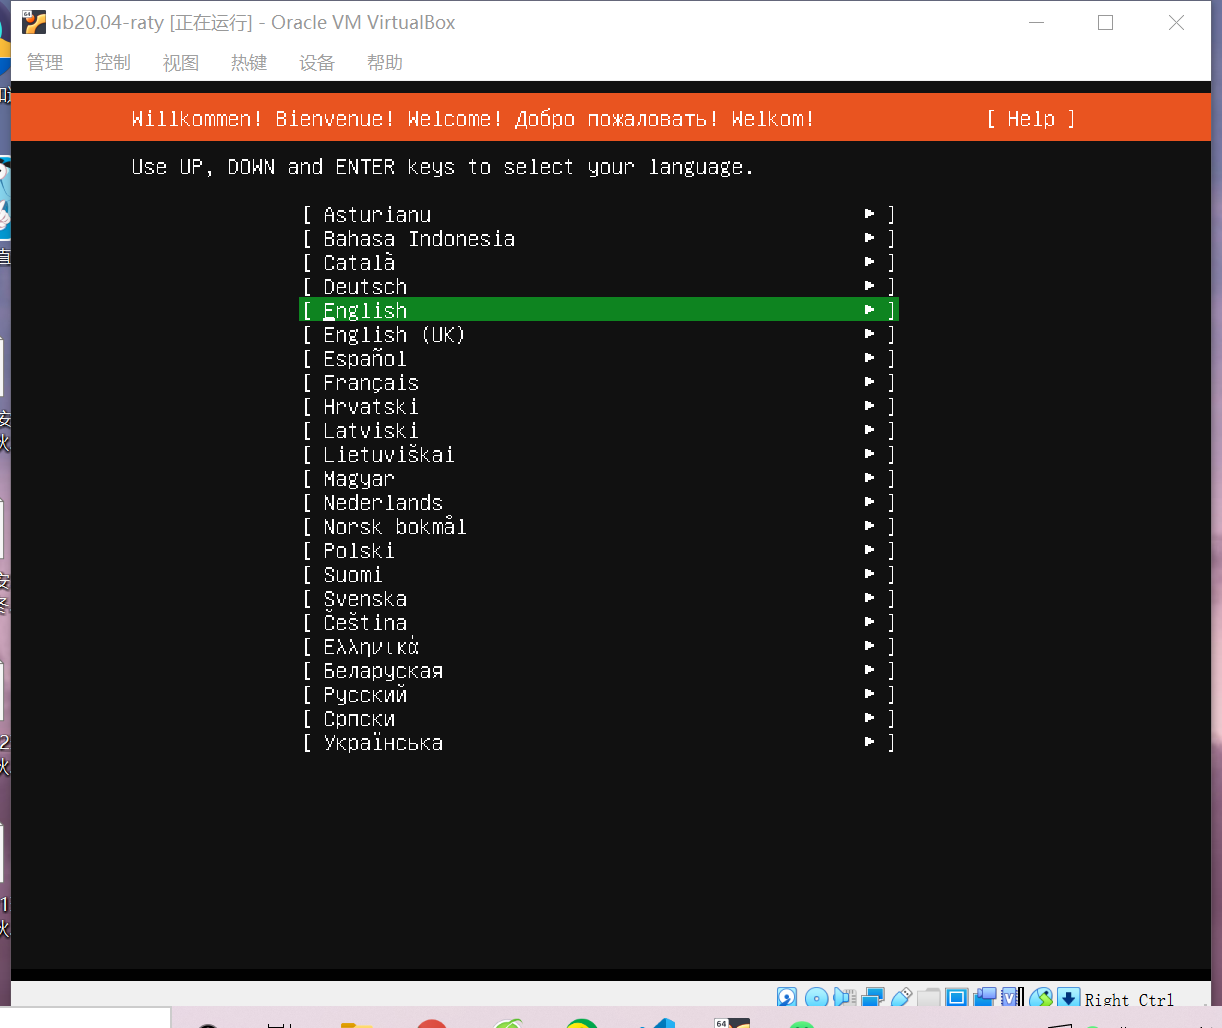 ub20.04-raty [正在运行] - Oracle VM VirtualBox
管理 控制 视图 热键 设备 帮助
Willkommen! Bienvenue! Welcome! Добро пожаловать! Welkom! [ Help ]
Use UP, DOWN and ENTER keys to select your language.
[ Asturianu ► ]
[ Bahasa Indonesia ► ]
[ Català ► ]
[ Deutsch ► ]
[ English ► ]
[ English (UK) ► ]
[ Español ► ]
[ Français ► ]
[ Hrvatski ► ]
[ Latviski ► ]
[ Lietuviškai ► ]
[ Magyar ► ]
[ Nederlands ► ]
[ Norsk bokmål ► ]
[ Polski ► ]
[ Suomi ► ]
[ Svenska ► ]
[ Čeština ► ]
[ Ελληνικά ► ]
[ Беларуская ► ]
[ Русский ► ]
[ Српски ► ]
[ Українська ► ]
Right Ctrl
64